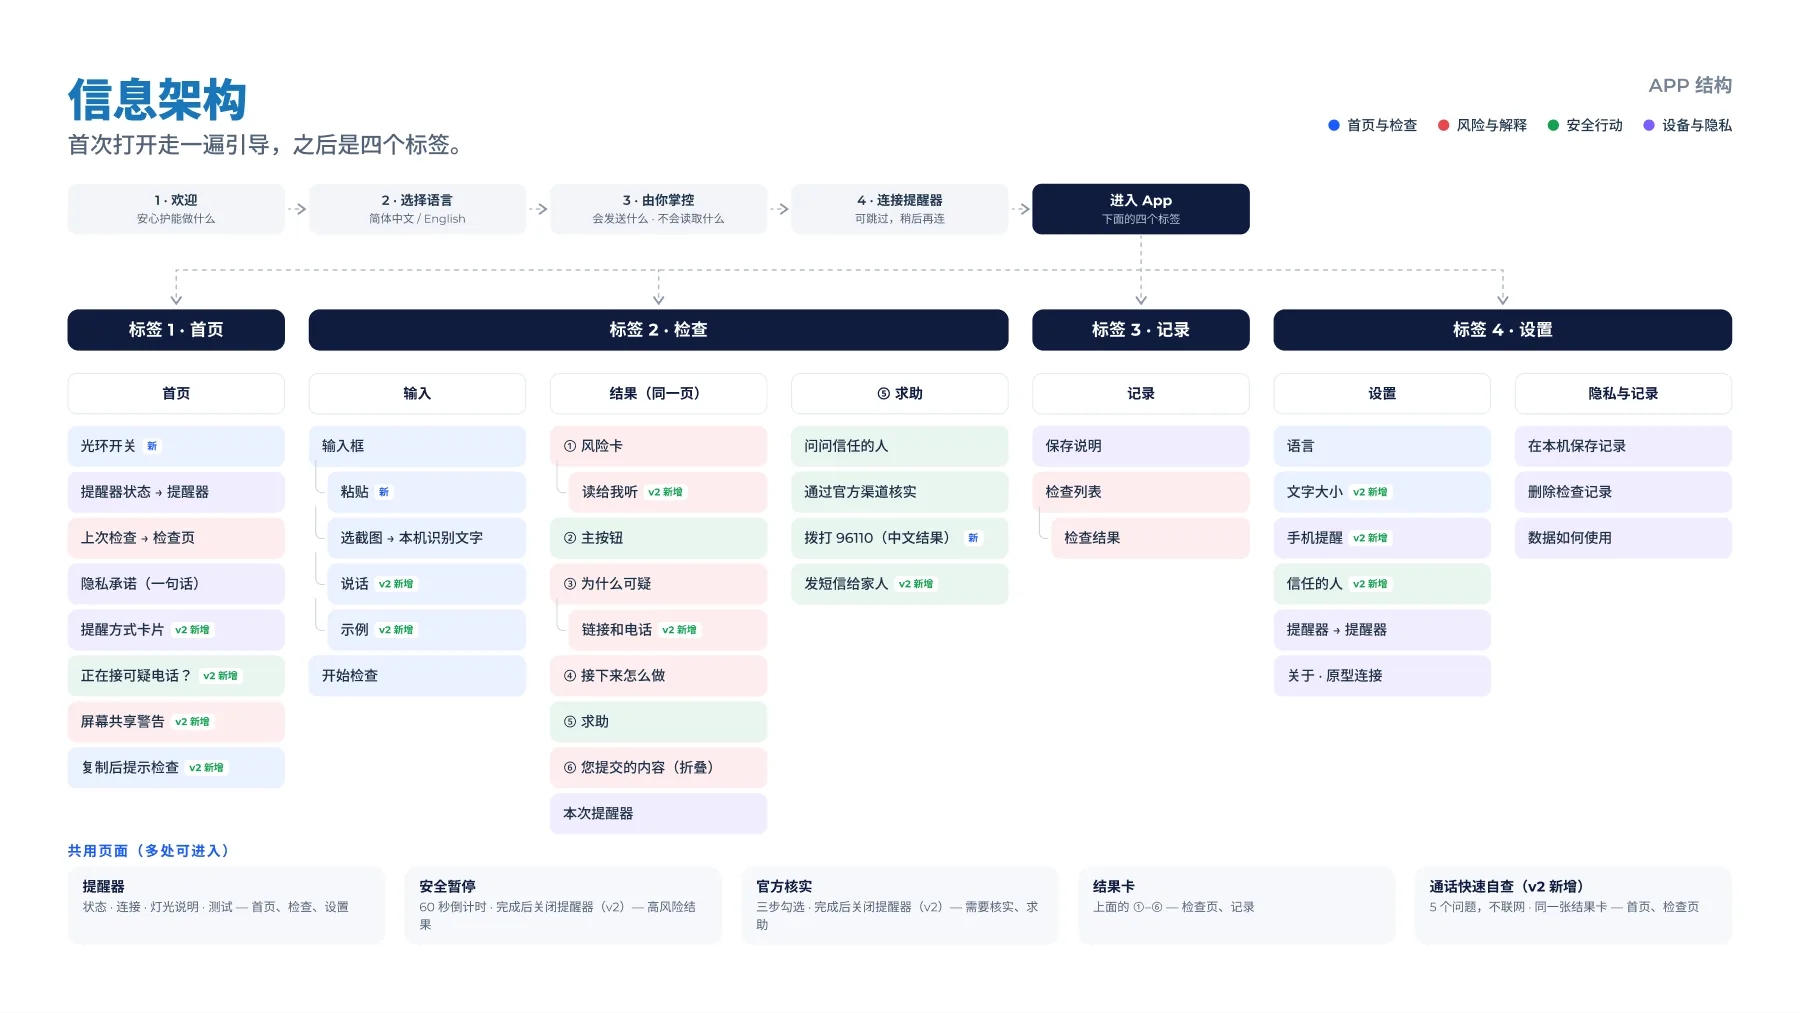 信息架构
首次打开走一遍引导，之后是四个标签。
APP 结构
首页与检查
风险与解释
安全行动
设备与隐私
1 · 欢迎
安心护能做什么
2 · 选择语言
简体中文 / English
3 · 由你掌控
会发送什么 · 不会读取什么
4 · 连接提醒器
可跳过，稍后再连
进入 App
下面的四个标签
标签 1 · 首页
标签 2 · 检查
标签 3 · 记录
标签 4 · 设置
首页
光环开关 新
提醒器状态 → 提醒器
上次检查 → 检查页
隐私承诺（一句话）
提醒方式卡片 v2 新增
正在接可疑电话？ v2 新增
屏幕共享警告 v2 新增
复制后提示检查 v2 新增
输入
输入框
粘贴 新
选截图 → 本机识别文字
说话 v2 新增
示例 v2 新增
开始检查
结果（同一页）
① 风险卡
读给我听 v2 新增
② 主按钮
③ 为什么可疑
链接和电话 v2 新增
④ 接下来怎么做
⑤ 求助
⑥ 您提交的内容（折叠）
本次提醒器
⑤ 求助
问问信任的人
通过官方渠道核实
拨打 96110（中文结果） 新
发短信给家人 v2 新增
记录
保存说明
检查列表
检查结果
设置
语言
文字大小 v2 新增
手机提醒 v2 新增
信任的人 v2 新增
提醒器 → 提醒器
关于 · 原型连接
隐私与记录
在本机保存记录
删除检查记录
数据如何使用
共用页面（多处可进入）
提醒器
状态 · 连接 · 灯光说明 · 测试 — 首页、检查、设置
安全暂停
60 秒倒计时 · 完成后关闭提醒器（v2）— 高风险结
果
官方核实
三步勾选 · 完成后关闭提醒器（v2）— 需要核实、求
助
结果卡
上面的 ①–⑥ — 检查页、记录
通话快速自查（v2 新增）
5 个问题，不联网 · 同一张结果卡 — 首页、检查页